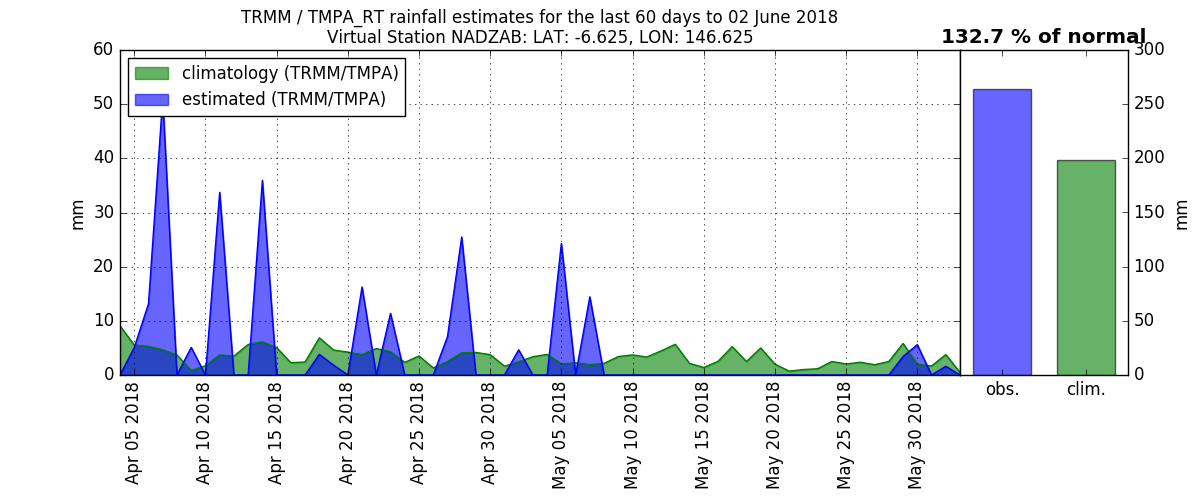 TRMM / TMPA_RT rainfall estimates for the last 60 days to 02 June 2018
Virtual Station NADZAB: LAT: -6.625, LON: 146.625
132.7 % of normal
climatology (TRMM/TMPA)
estimated (TRMM/TMPA)
60
50
40
30
20
10
0
mm
300
250
200
150
100
50
0
mm
Apr 05 2018
Apr 10 2018
Apr 15 2018
Apr 20 2018
Apr 25 2018
Apr 30 2018
May 05 2018
May 10 2018
May 15 2018
May 20 2018
May 25 2018
May 30 2018
obs.
clim.